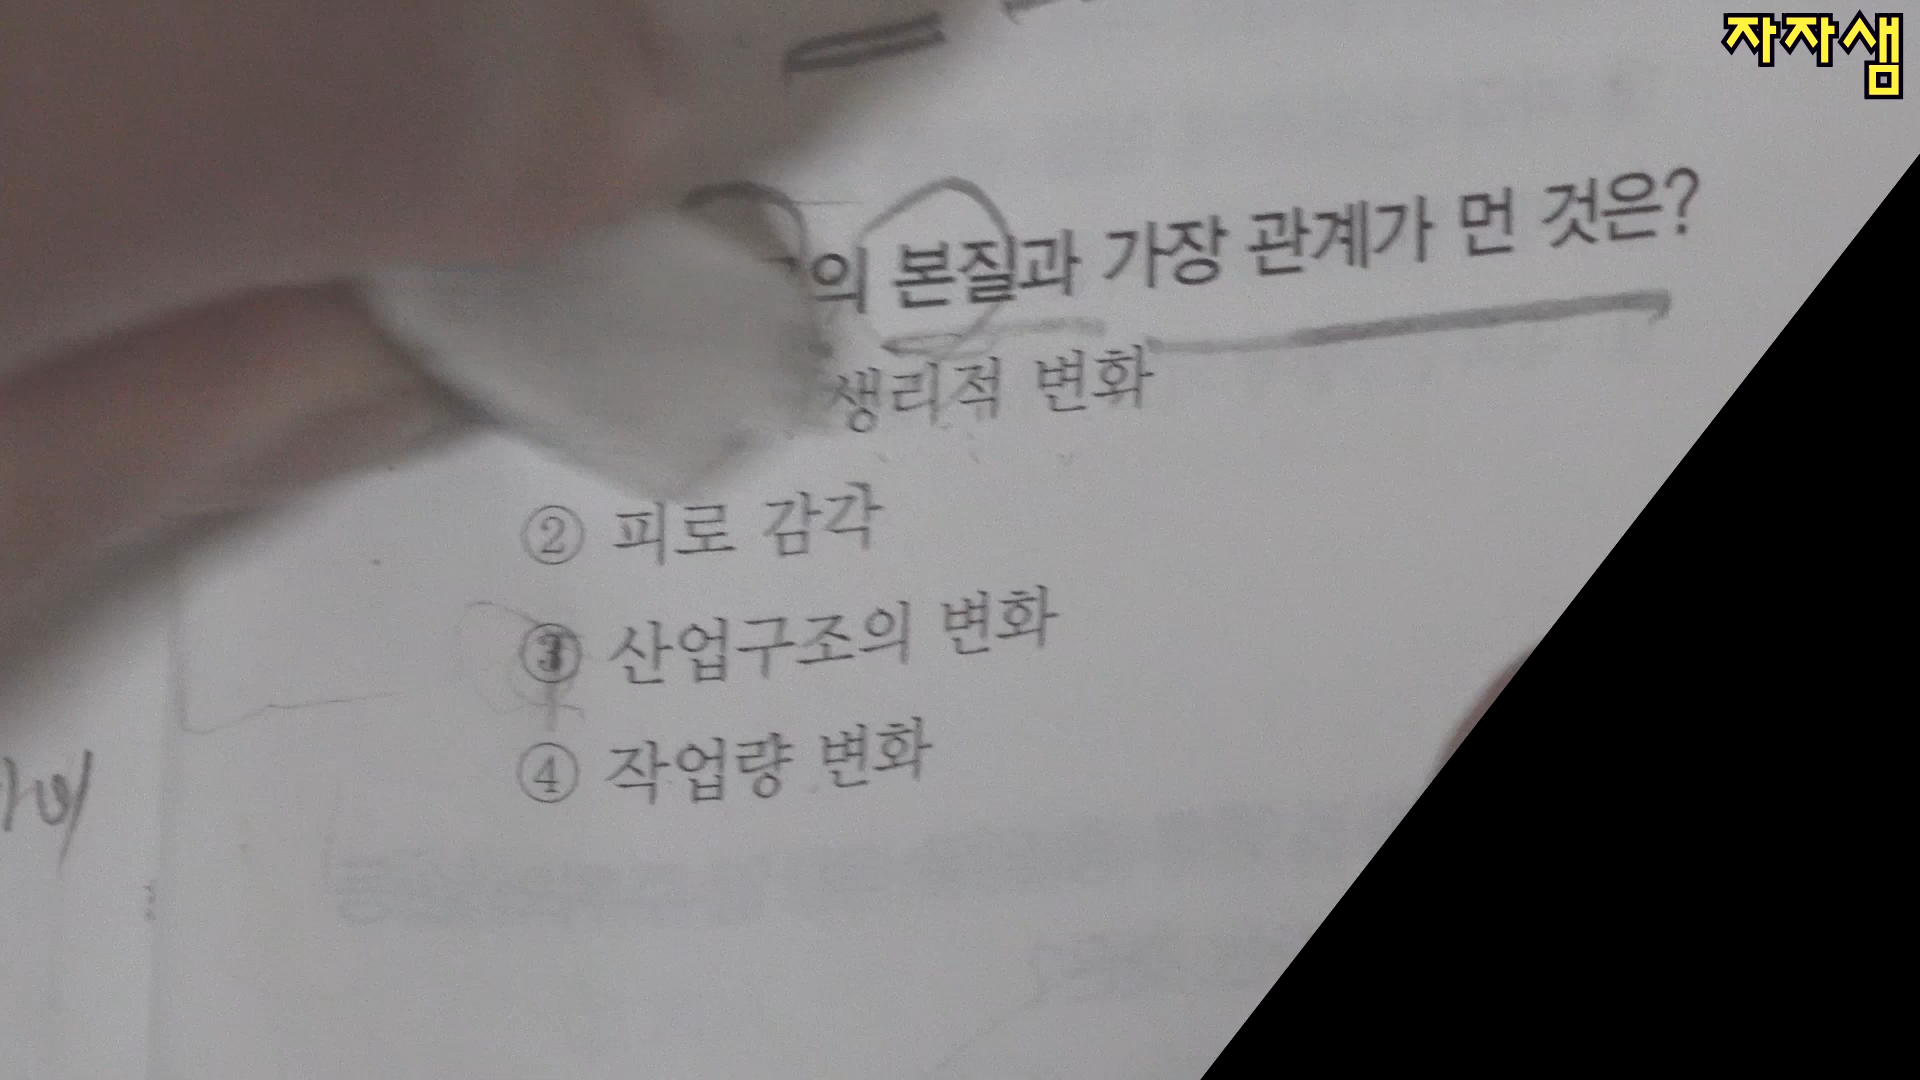 자자샘
의 본질과 가장 관계가 먼 것은?
생리적 변화
② 피로 감각
③ 산업구조의 변화
④ 작업량 변화